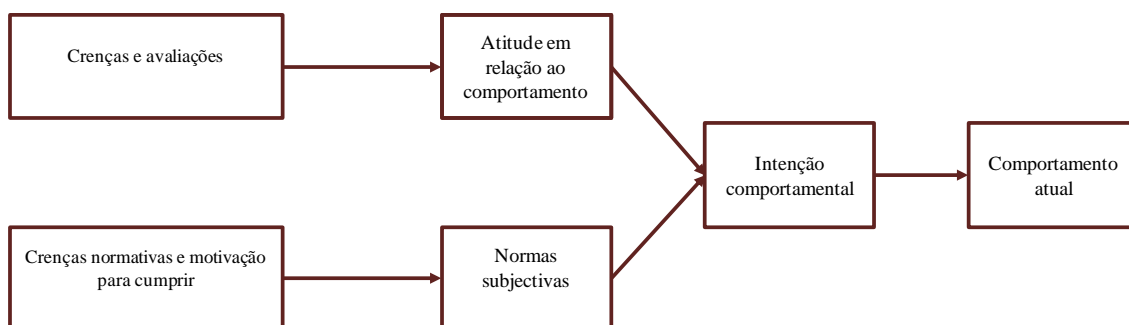 Crenças e avaliações
Atitude em
relação ao
comportamento
Intenção
comportamental
Comportamento
atual
Crenças normativas e motivação
para cumprir
Normas
subjectivas